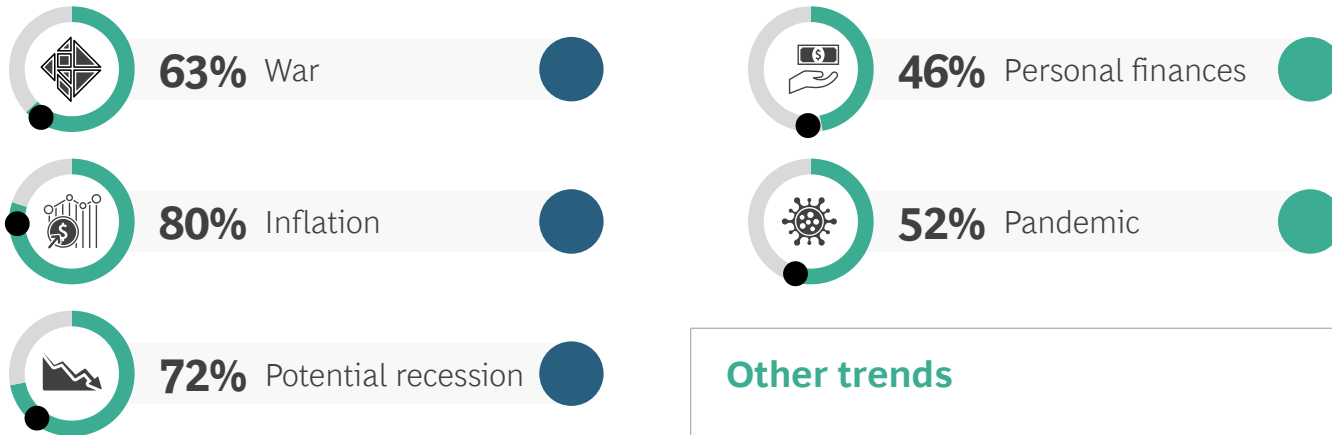 63% War
80% Inflation
72% Potential recession
46% Personal finances
52% Pandemic
Other trends